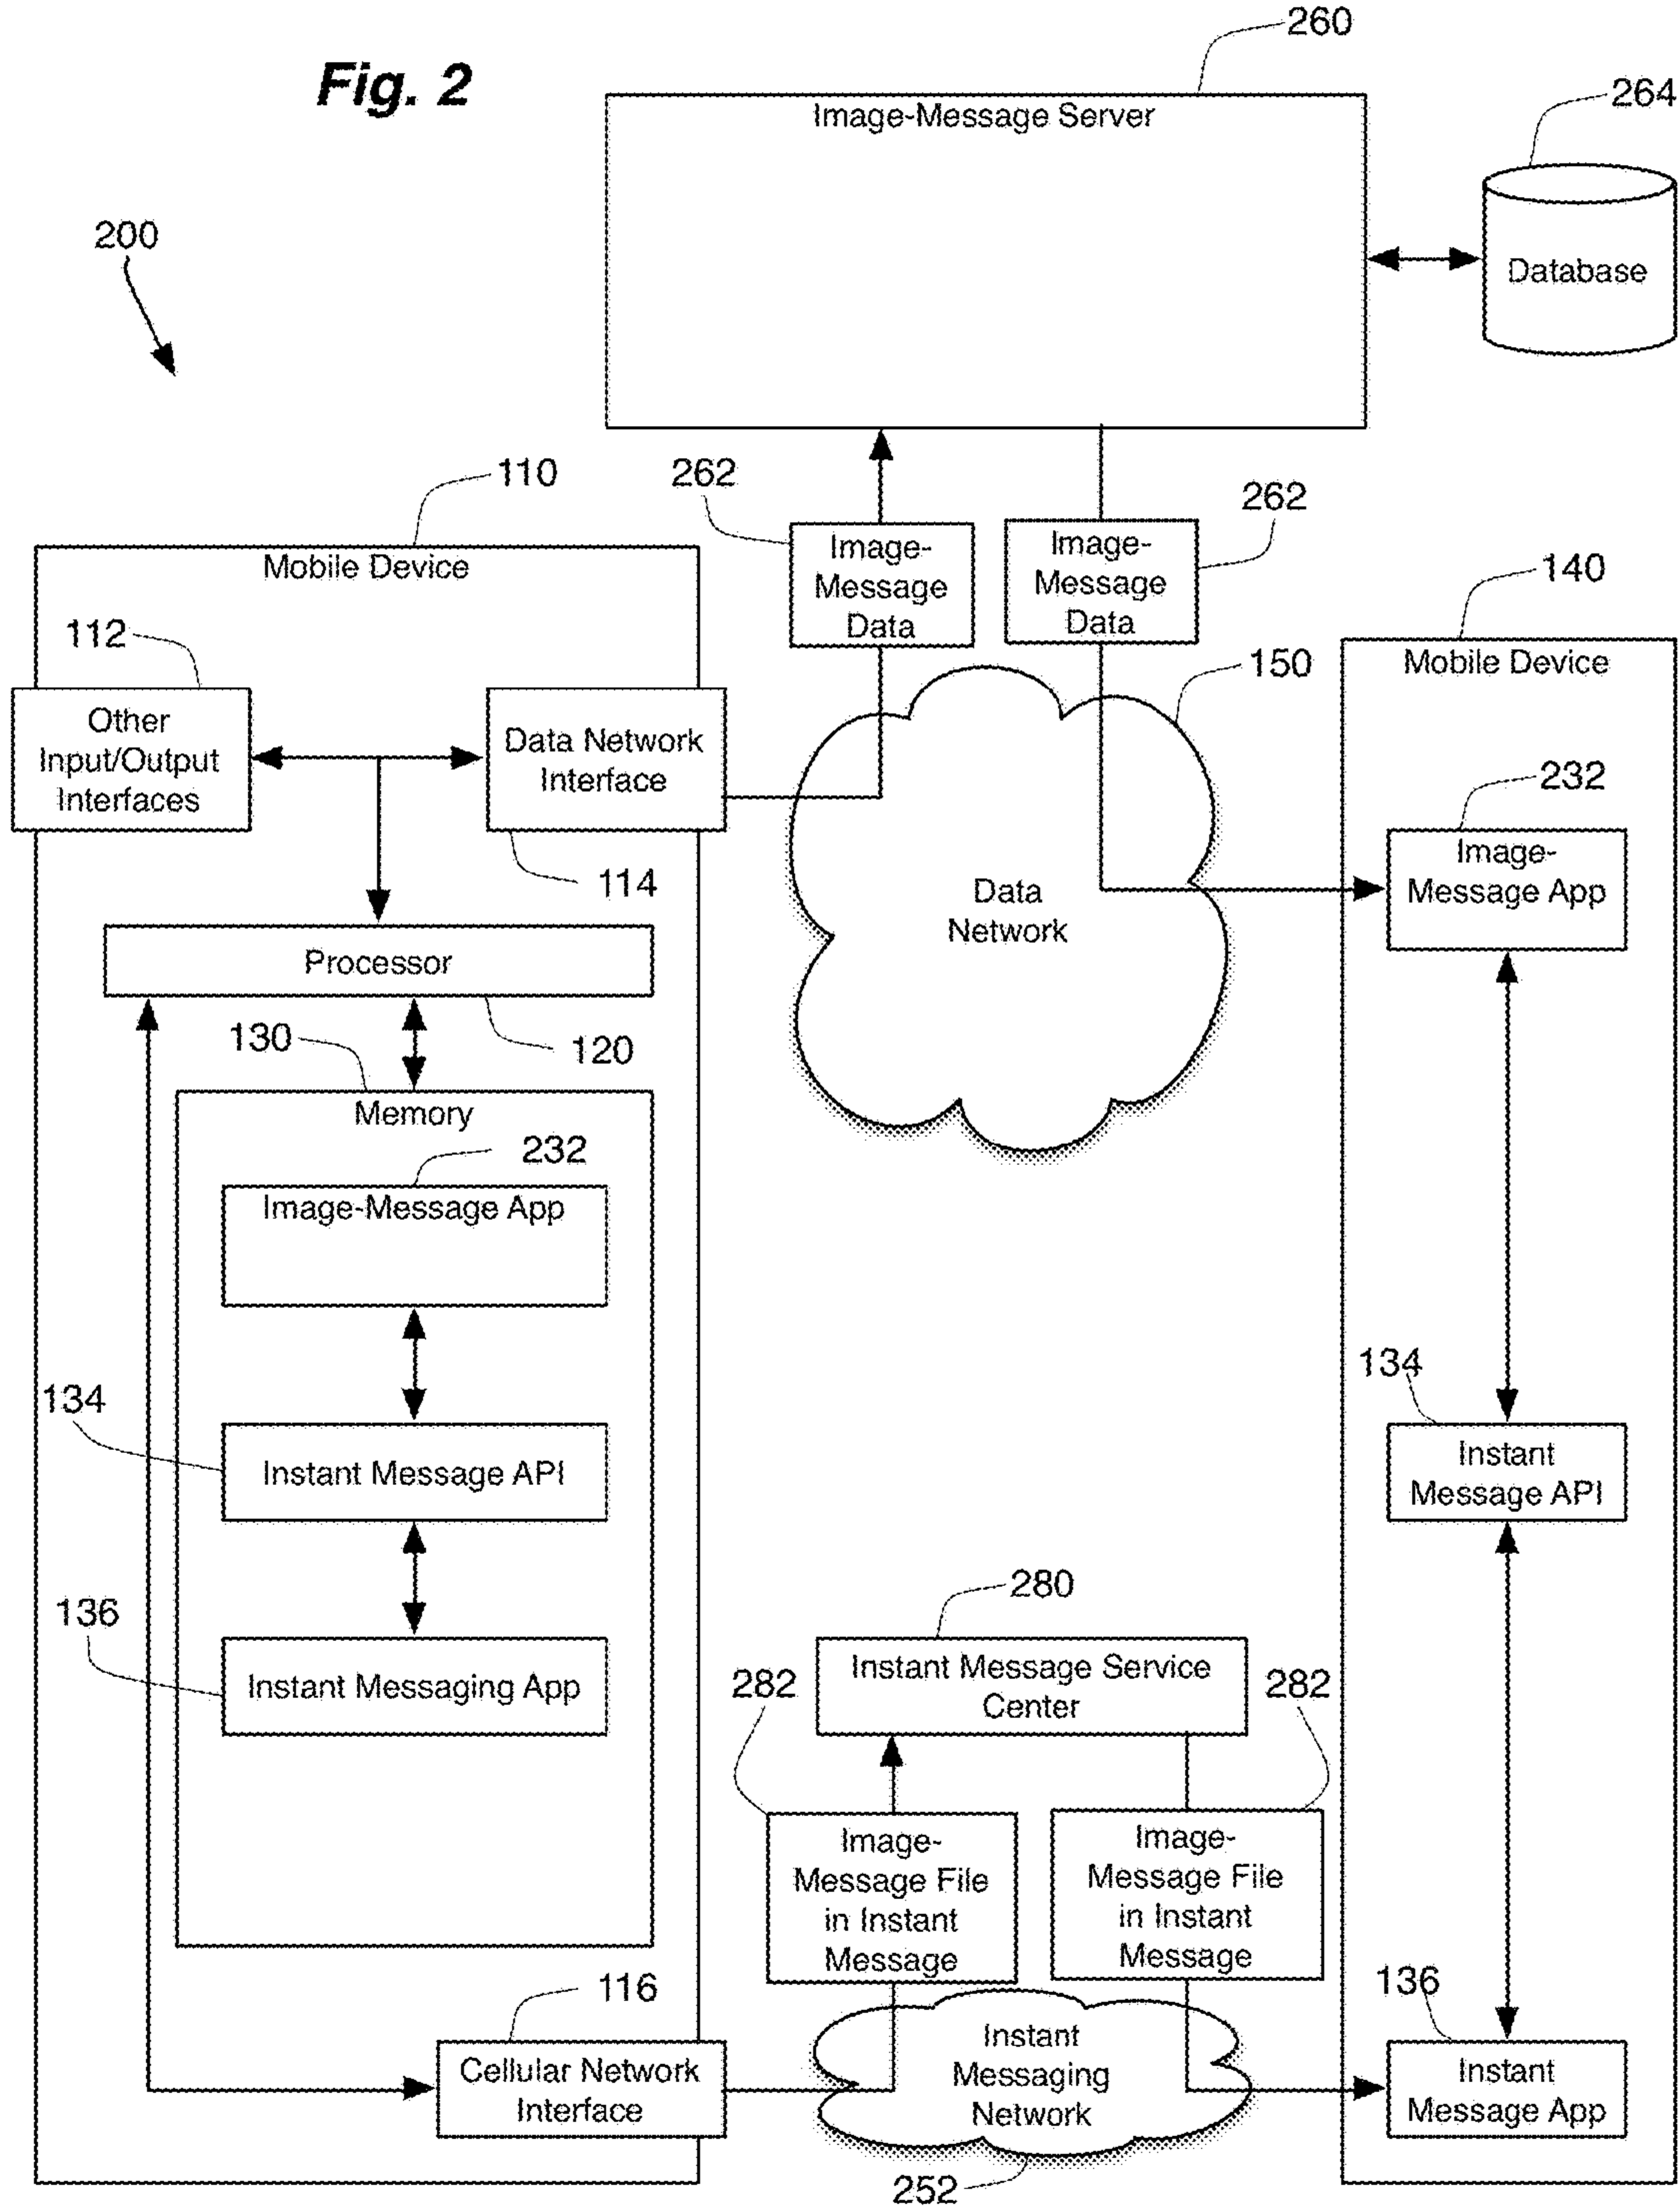 Fig. 2
260
Image-Message Server
264
Database
200
110
Mobile Device
262
Image-
Message
Data
262
Image-
Message
Data
140
Mobile Device
112
Other
Input/Output
Interfaces
Data Network
Interface
114
150
Data
Network
232
Image-
Message App
Processor
120
130
Memory
232
Image-Message App
134
Instant Message API
134
Instant
Message API
136
Instant Messaging App
280
Instant Message Service
Center
282
Image-
Message File
in Instant
Message
282
Image-
Message File
in Instant
Message
116
Cellular Network
Interface
Instant
Messaging
Network
252
136
Instant
Message App